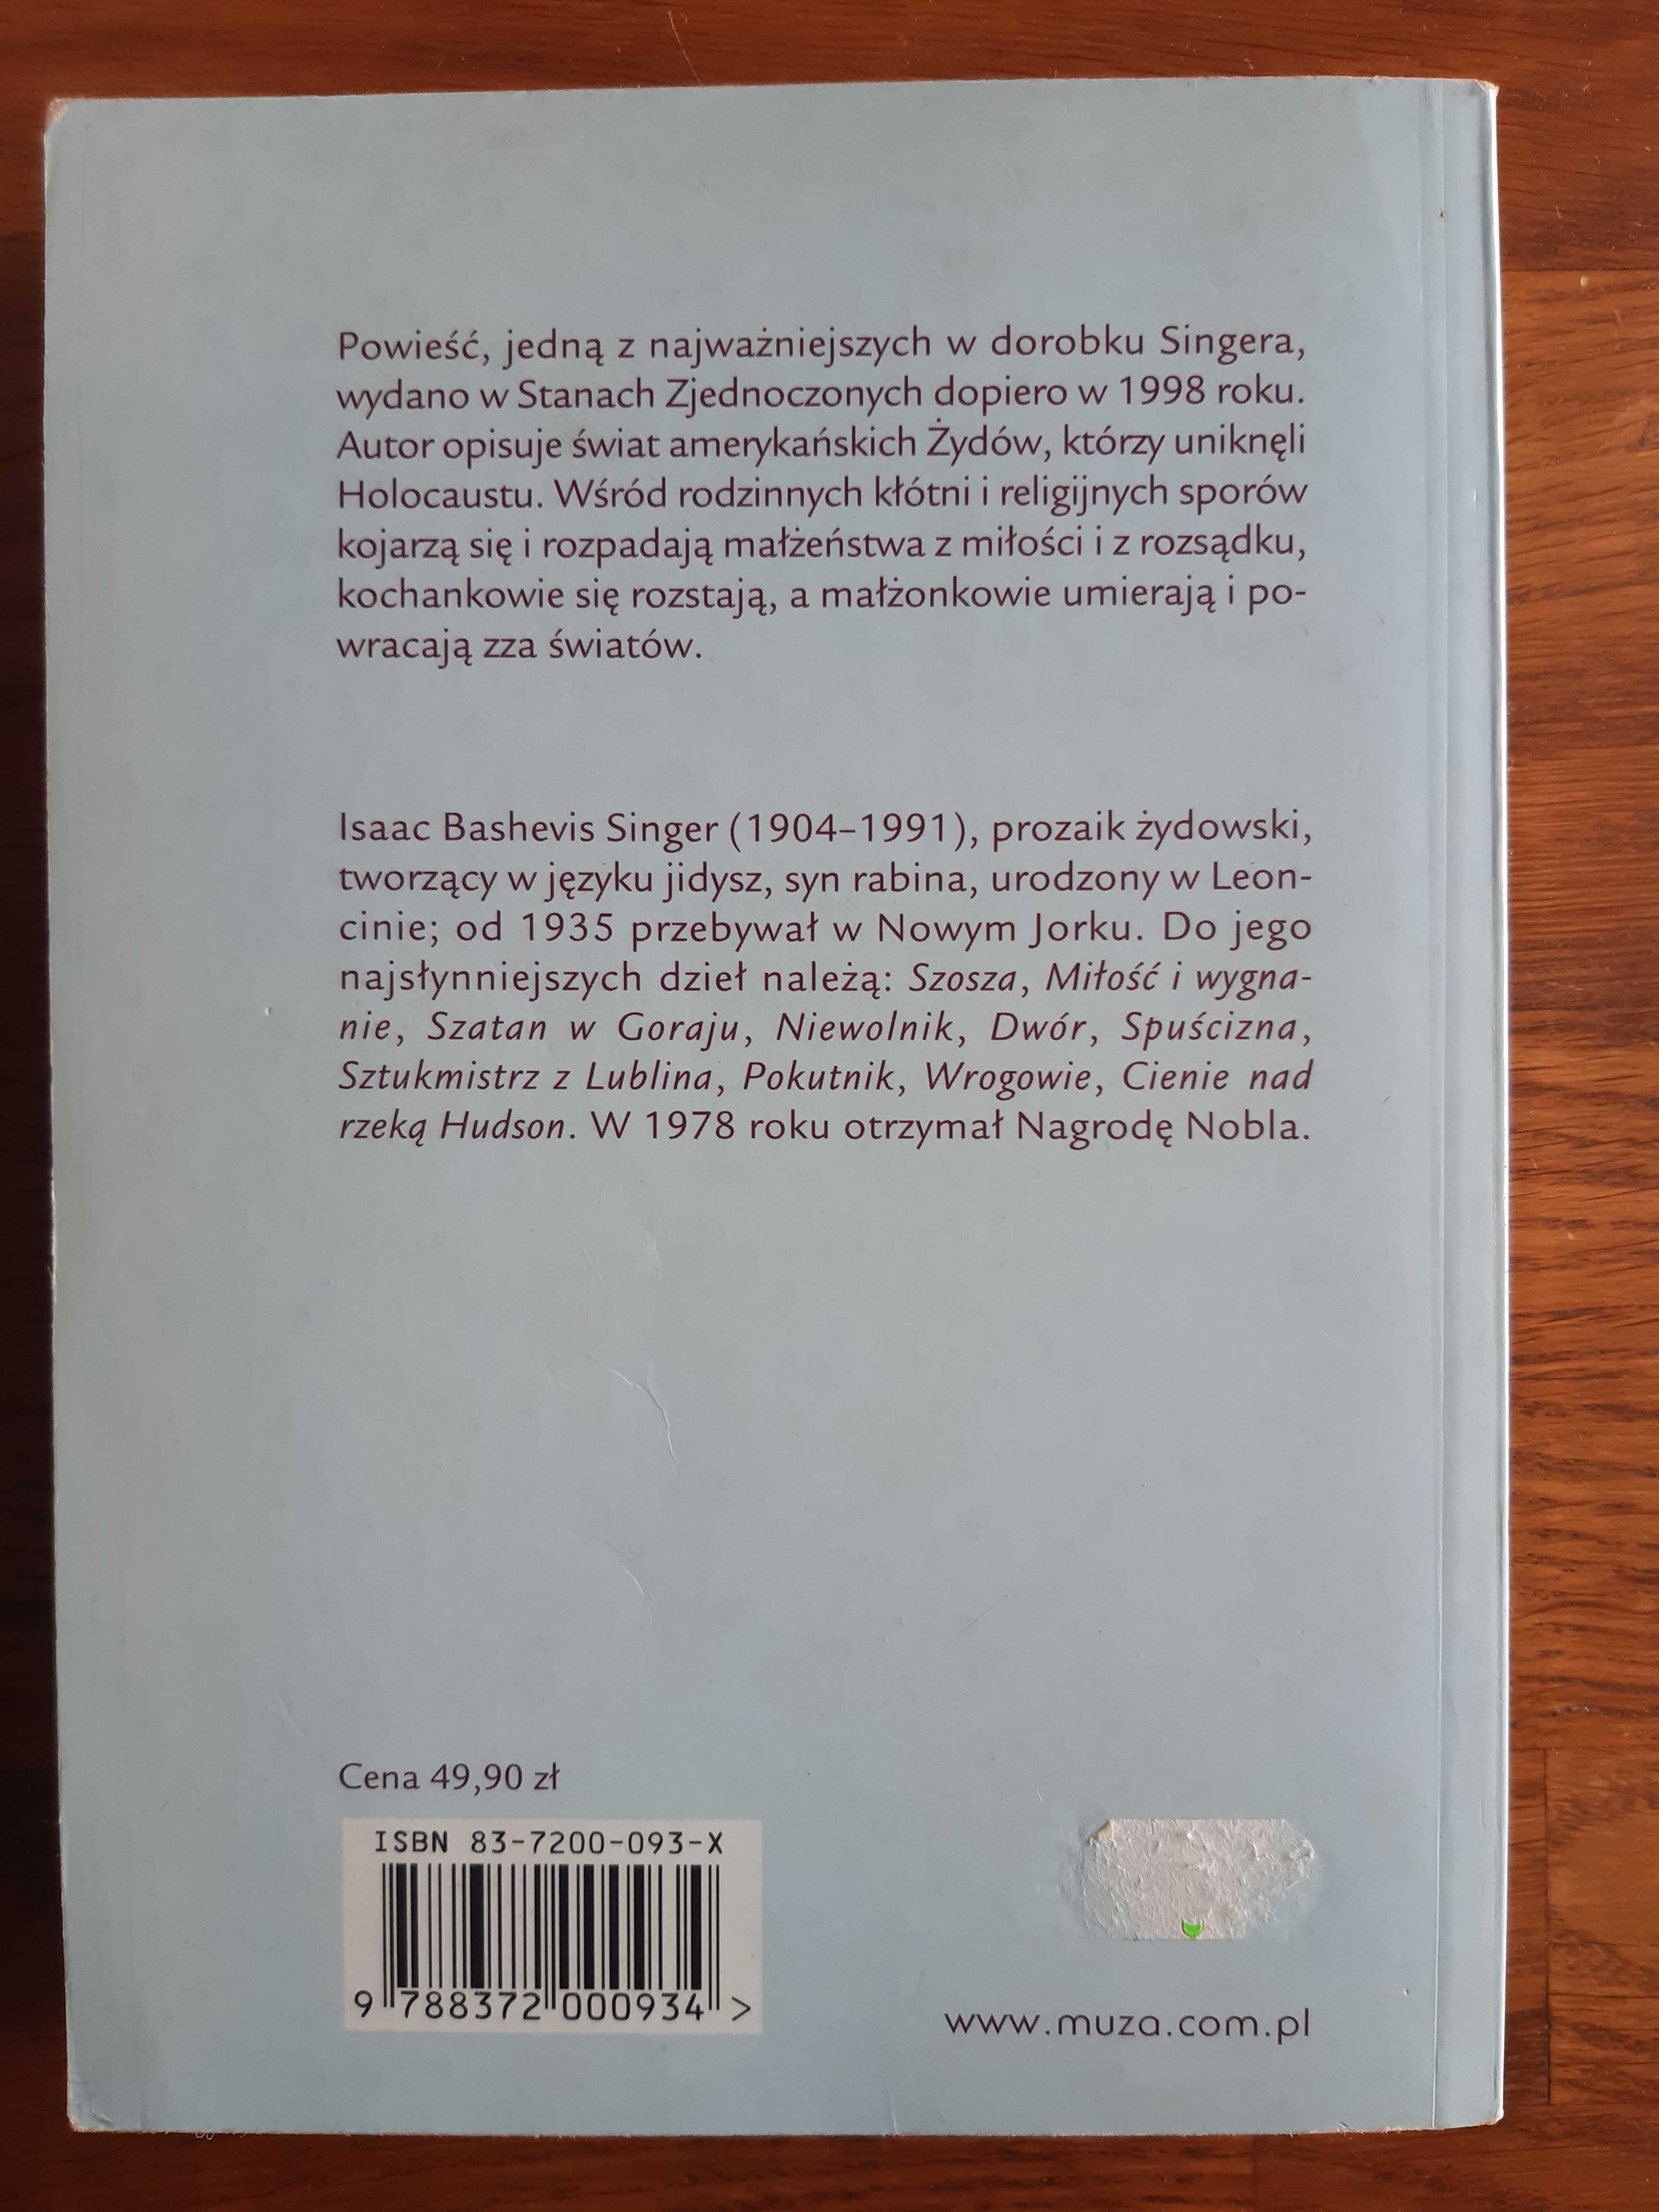 Powieść, jedną z najważniejszych w dorobku Singera,
wydano w Stanach Zjednoczonych dopiero w 1998 roku.
Autor opisuje świat amerykańskich Żydów, którzy uniknęli
Holocaustu. Wśród rodzinnych kłótni i religijnych sporów
kojarzą się i rozpadają małżeństwa z miłości i z rozsądku,
kochankowie się rozstają, a małżonkowie umierają i po-
wracają zza światów.
Isaac Bashevis Singer (1904–1991), prozaik żydowski,
tworzący w języku jidysz, syn rabina, urodzony w Leon-
cinie; od 1935 przebywał w Nowym Jorku. Do jego
najsłynniejszych dzieł należą: Szosza, Miłość i wygna-
nie, Szatan w Goraju, Niewolnik, Dwór, Spuścizna,
Sztukmistrz z Lublina, Pokutnik, Wrogowie, Cienie nad
rzeką Hudson. W 1978 roku otrzymał Nagrodę Nobla.
Cena 49,90 zł
ISBN 83-7200-093-X
9 788372 000934 >
www.muza.com.pl